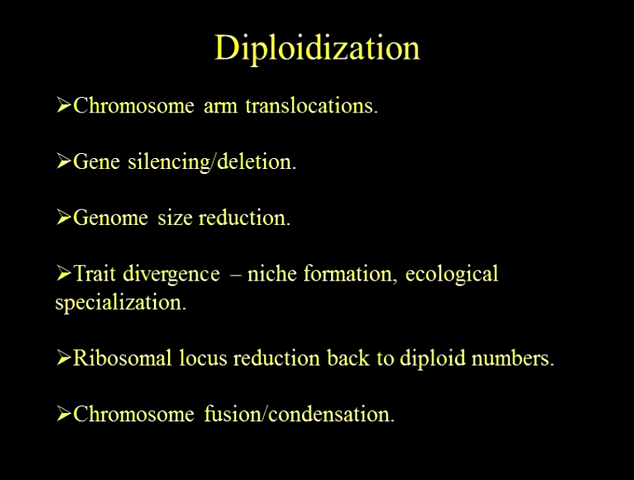 Diploidization
➢Chromosome arm translocations.
➢Gene silencing/deletion.
➢Genome size reduction.
➢Trait divergence – niche formation, ecological
specialization.
➢Ribosomal locus reduction back to diploid numbers.
➢Chromosome fusion/condensation.